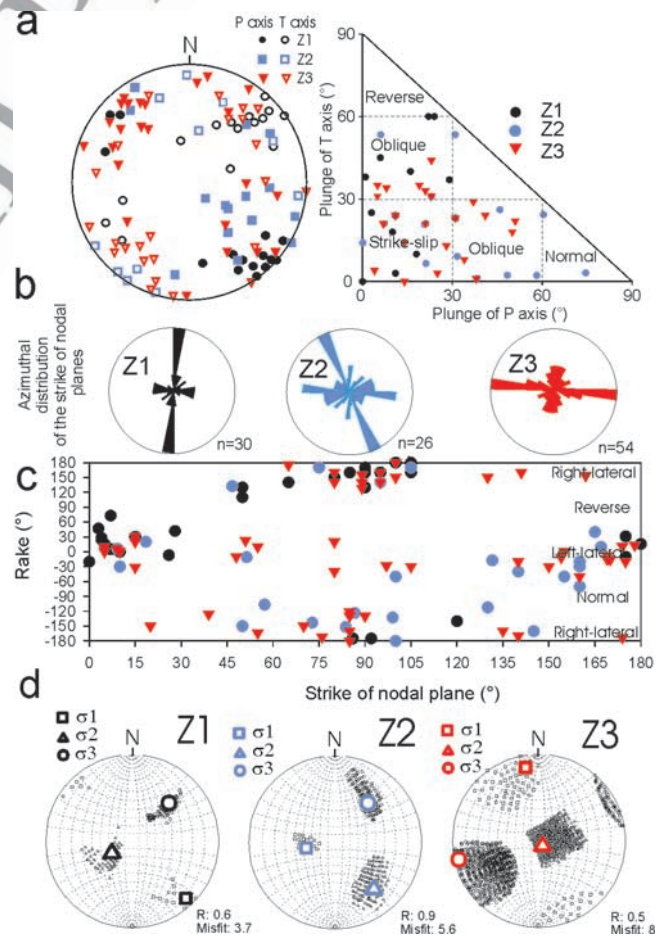 a
P axis T axis
Z1
Z2
Z3
N
Plunge of T axis (°)
90
60
30
0
Reverse
Oblique
Strike-slip
Oblique
Normal
Z1
Z2
Z3
0 30 60 90
Plunge of P axis (°)
b
Azimuthal
distribution
of the strike of nodal
planes
Z1
n=30
Z2
n=26
Z3
n=54
c
Rake (°)
180
150
120
90
60
30
0
-30
-60
-90
-120
-150
-180
Right-lateral
Reverse
Left-lateral
Normal
Right-lateral
0 15 30 45 60 75 90 105 120 135 150 165 180
Strike of nodal plane (°)
d
σ1
σ2
σ3
Z1
N
R: 0.6
Misfit: 3.7
σ1
σ2
σ3
Z2
N
R: 0.9
Misfit: 5.6
σ1
σ2
σ3
Z3
N
R: 0.5
Misfit: 8